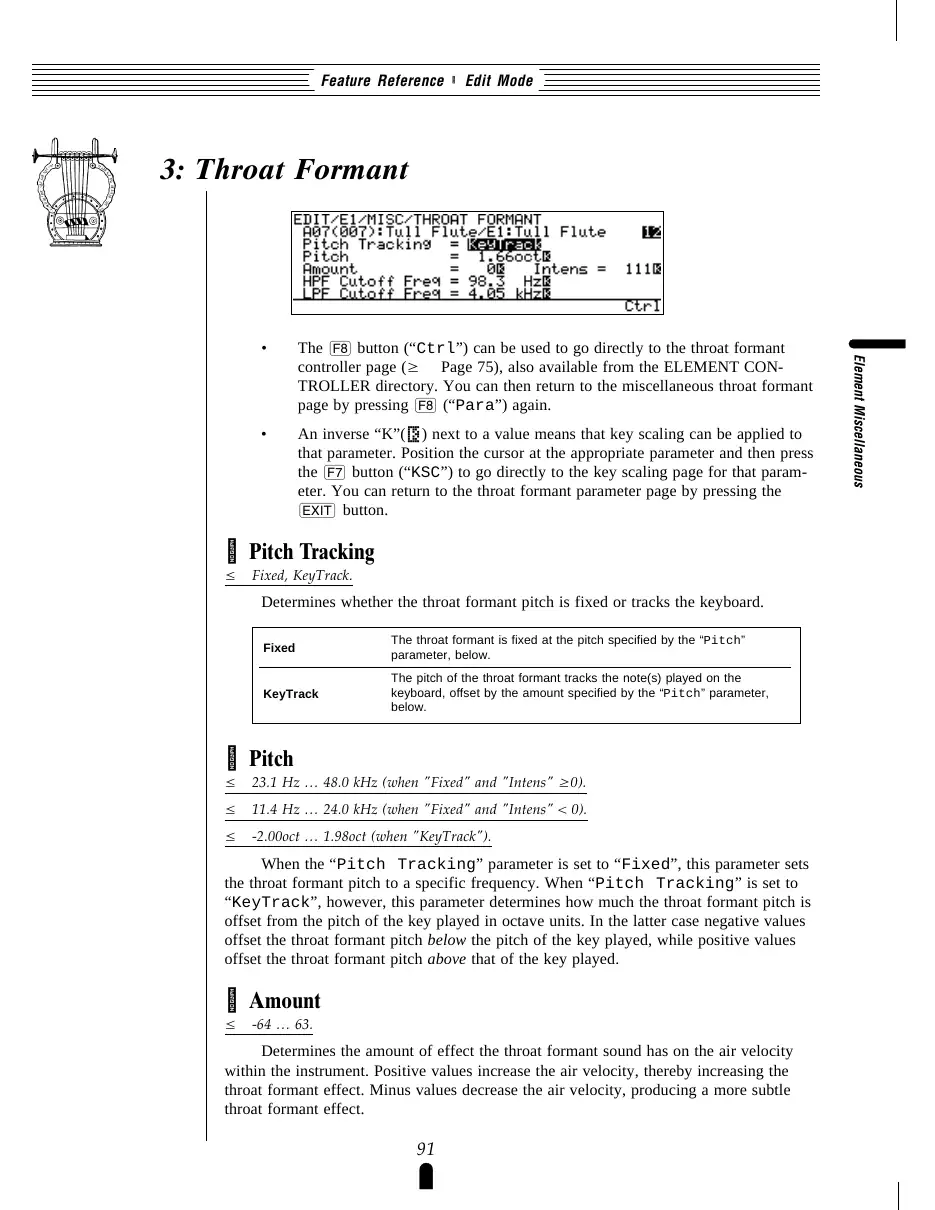 Feature Reference Edit Mode
3: Throat Formant
EDIT/E1/MISC/THROAT FORMANT
A07(007):Tull Flute/E1:Tull Flute 12
Pitch Tracking = KeyTrack
Pitch = 1.66octK
Amount = 0K Intens = 111K
HPF Cutoff Freq = 98.3 HzK
LPF Cutoff Freq = 4.05 kHzK
Ctrl
• The F8 button (“Ctrl”) can be used to go directly to the throat formant
controller page (≥ Page 75), also available from the ELEMENT CON-
TROLLER directory. You can then return to the miscellaneous throat formant
page by pressing F8 (“Para”) again.
• An inverse “K”(K) next to a value means that key scaling can be applied to
that parameter. Position the cursor at the appropriate parameter and then press
the F7 button (“KSC”) to go directly to the key scaling page for that param-
eter. You can return to the throat formant parameter page by pressing the
EXIT button.
Pitch Tracking
≤ Fixed, KeyTrack.
Determines whether the throat formant pitch is fixed or tracks the keyboard.
Fixed
The throat formant is fixed at the pitch specified by the “Pitch”
parameter, below.
KeyTrack
The pitch of the throat formant tracks the note(s) played on the
keyboard, offset by the amount specified by the “Pitch” parameter,
below.
Pitch
≤ 23.1 Hz … 48.0 kHz (when "Fixed" and "Intens" ≥0).
≤ 11.4 Hz … 24.0 kHz (when "Fixed" and "Intens" < 0).
≤ -2.00oct … 1.98oct (when "KeyTrack").
When the “Pitch Tracking” parameter is set to “Fixed”, this parameter sets
the throat formant pitch to a specific frequency. When “Pitch Tracking” is set to
“KeyTrack”, however, this parameter determines how much the throat formant pitch is
offset from the pitch of the key played in octave units. In the latter case negative values
offset the throat formant pitch below the pitch of the key played, while positive values
offset the throat formant pitch above that of the key played.
Amount
≤ -64 … 63.
Determines the amount of effect the throat formant sound has on the air velocity
within the instrument. Positive values increase the air velocity, thereby increasing the
throat formant effect. Minus values decrease the air velocity, producing a more subtle
throat formant effect.
Element Miscellaneous
91